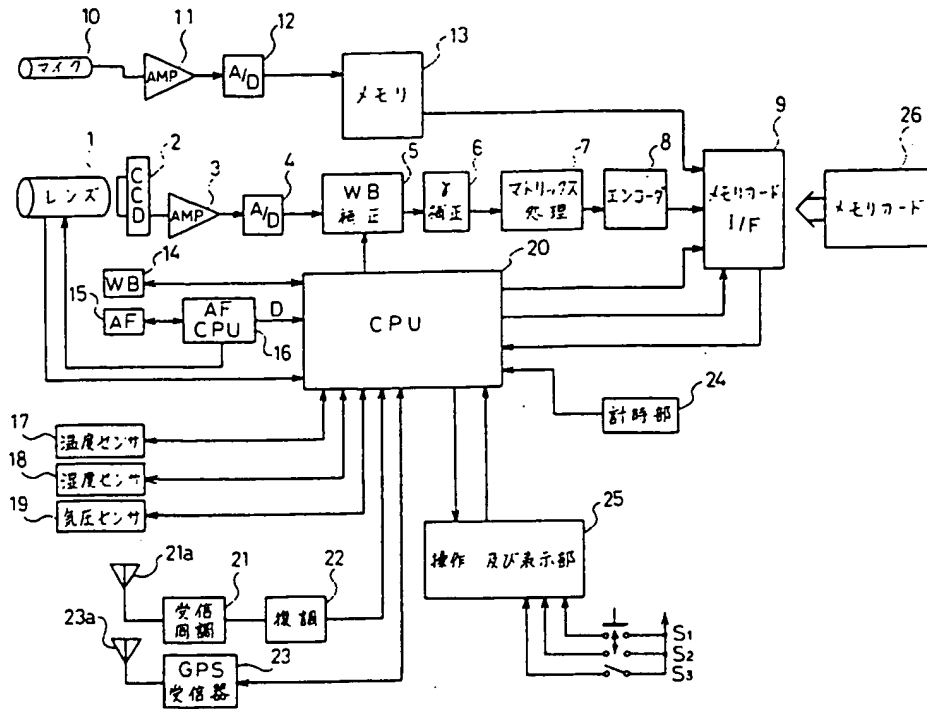 10
マイク
11
AMP
12
A/D
13
メモリ
1
レンズ
2
CCD
3
AMP
4
A/D
5
WB
補正
6
γ
補正
7
マトリックス
処理
8
エンコーダ
9
メモリカード
I/F
26
メモリカード
14
WB
15
AF
AF
CPU
16
D
20
CPU
24
計時部
17
温度センサ
18
湿度センサ
19
気圧センサ
25
操作 及び表示部
21a
21
受信
同調
22
復調
23a
23
GPS
受信器
S1
S2
S3